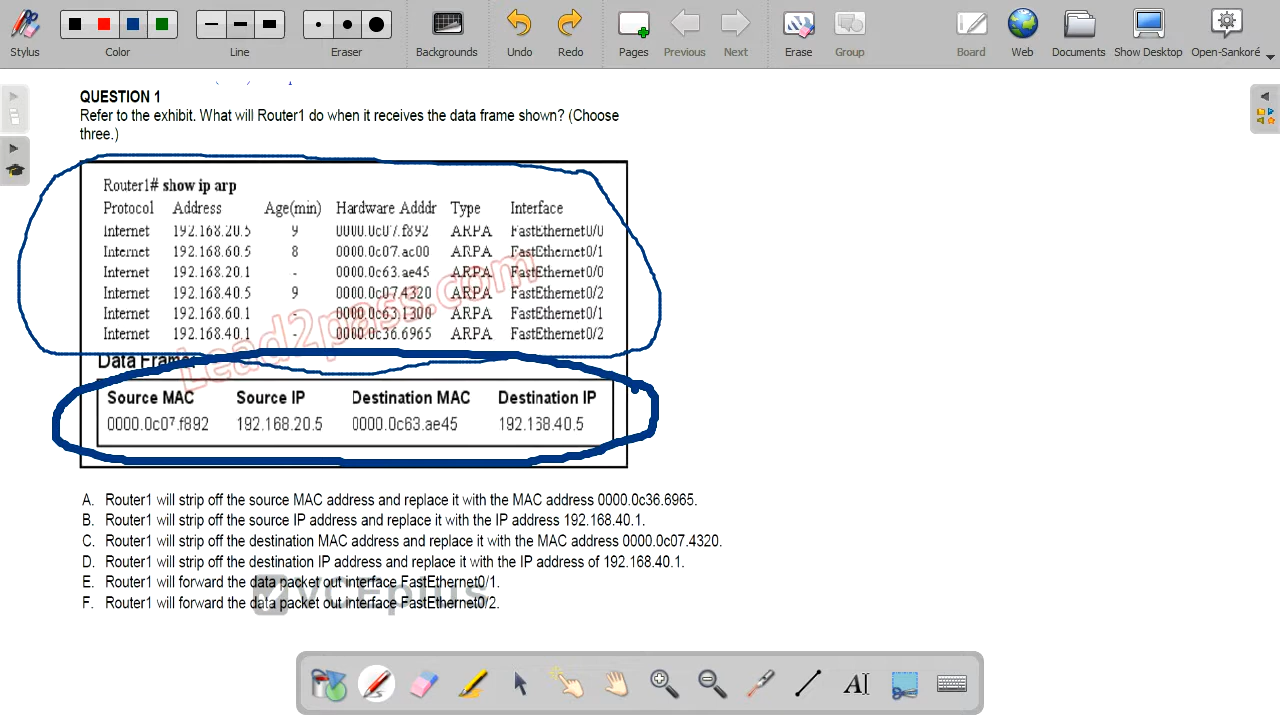 Stylus
Color
Line
Eraser
Backgrounds
Undo
Redo
Pages
Previous
Next
Erase
Group
Board
Web
Documents
Show Desktop
Open-Sankoré
QUESTION 1
Refer to the exhibit. What will Router1 do when it receives the data frame shown? (Choose
three.)
Router1# show ip arp
Protocol Address Age(min) Hardware Adddr Type Interface
Internet 192.168.20.5 9 0000.0c07.f892 ARPA FastEthernet0/0
Internet 192.168.60.5 8 0000.0c07.ac00 ARPA FastEthernet0/1
Internet 192.168.20.1 - 0000.0c63.ae45 ARPA FastEthernet0/0
Internet 192.168.40.5 9 0000.0c07.4320 ARPA FastEthernet0/2
Internet 192.168.60.1 - 0000.0c63.1300 ARPA FastEthernet0/1
Internet 192.168.40.1 - 0000.0c36.6965 ARPA FastEthernet0/2
Lead2pass.com
Data Frame
Source MAC Source IP Destination MAC Destination IP
0000.0c07.f892 192.168.20.5 0000.0c63.ae45 192.168.40.5
A. Router1 will strip off the source MAC address and replace it with the MAC address 0000.0c36.6965.
B. Router1 will strip off the source IP address and replace it with the IP address 192.168.40.1.
C. Router1 will strip off the destination MAC address and replace it with the MAC address 0000.0c07.4320.
D. Router1 will strip off the destination IP address and replace it with the IP address of 192.168.40.1.
E. Router1 will forward the data packet out interface FastEthernet0/1.
VCEplus
F. Router1 will forward the data packet out interface FastEthernet0/2.